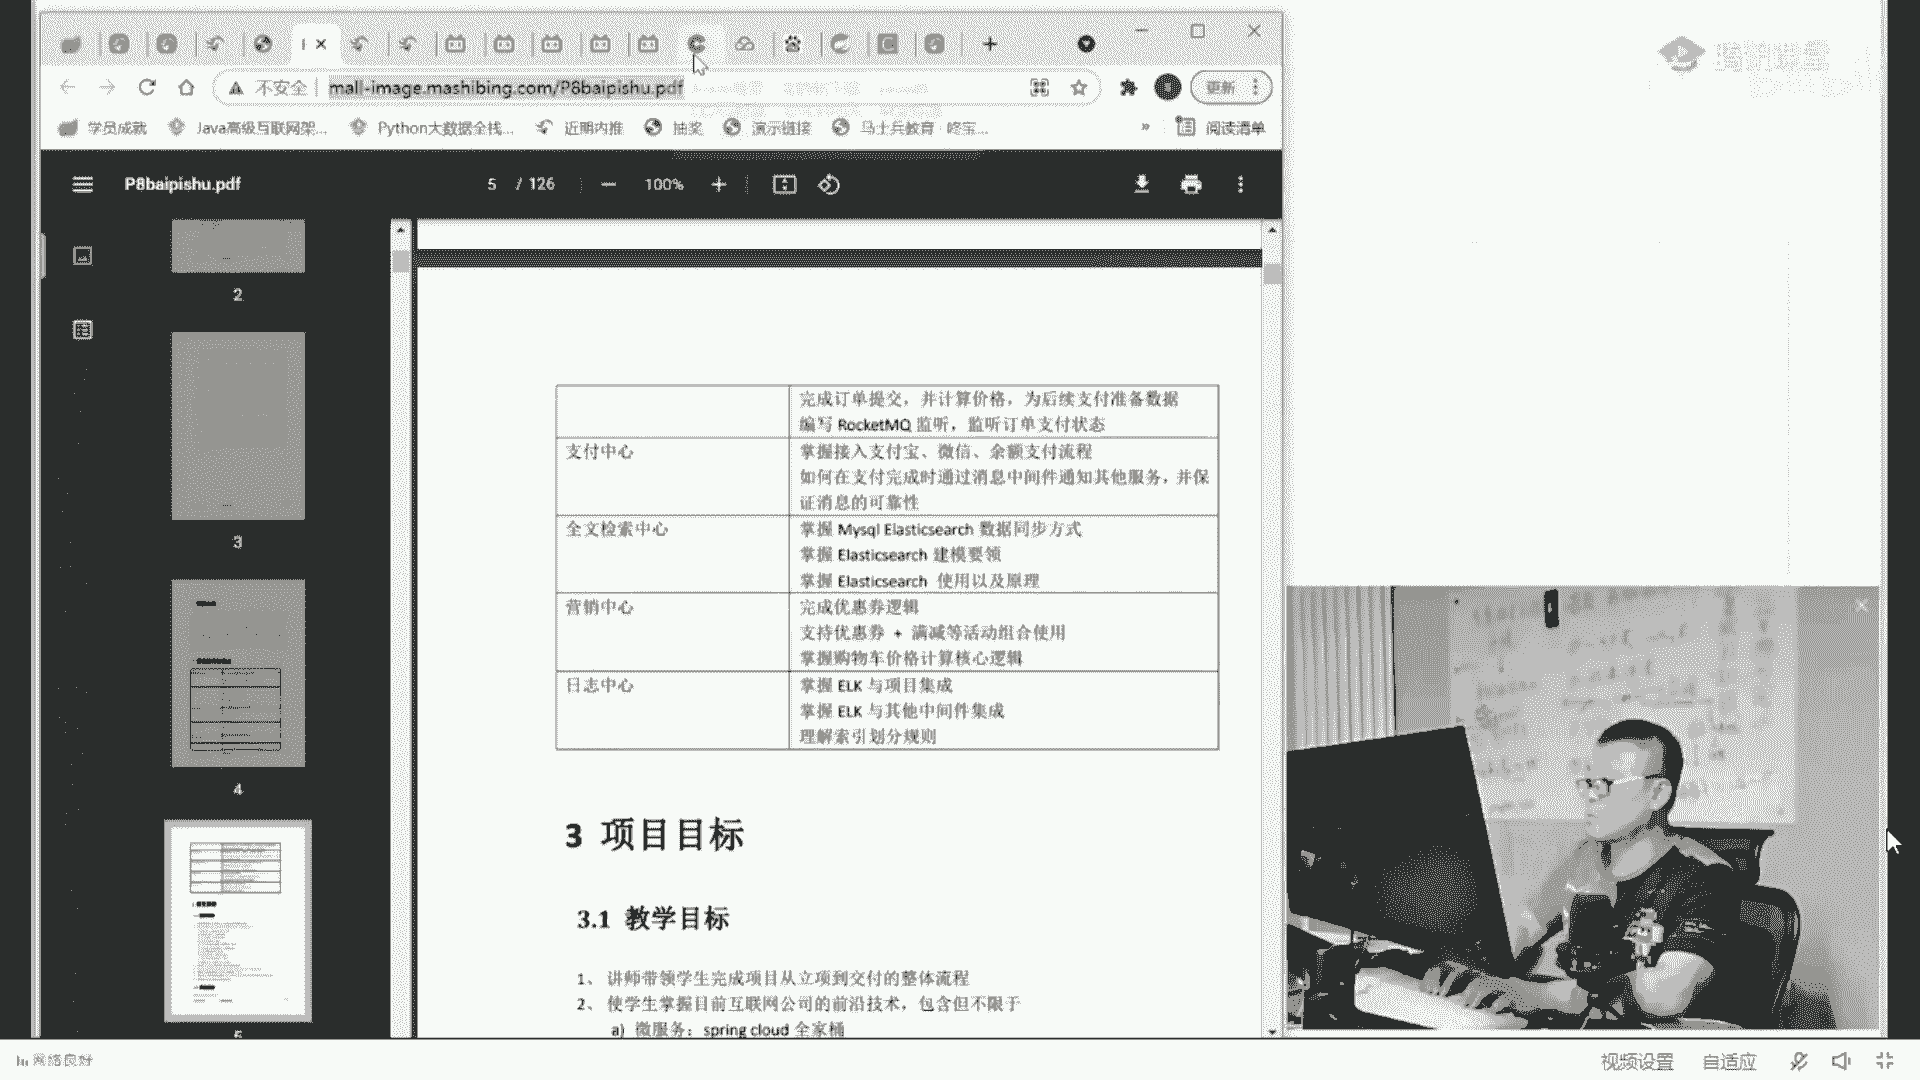 腾讯课堂
不安全 mall-image.mashibing.com/P8baipishu.pdf 更新
学员成就 Java高级互联网架... Python大数据全栈... 近期内推 抽奖 演示链接 马士兵教育 · 咚宝... » 阅读清单
P8baipishu.pdf 5 / 126 100%
2
3
4
5
完成订单提交，并计算价格，为后续支付准备数据
编写 RocketMQ 监听，监听订单支付状态
支付中心
掌握接入支付宝、微信、余额支付流程
如何在支付完成时通过消息中间件通知其他服务，并保
证消息的可靠性
全文检索中心
掌握 Mysql Elasticsearch 数据同步方式
掌握 Elasticsearch 建模要领
掌握 Elasticsearch 使用以及原理
营销中心
完成优惠券逻辑
支持优惠券 + 满减等活动组合使用
掌握购物车价格计算核心逻辑
日志中心
掌握 ELK 与项目集成
掌握 ELK 与其他中间件集成
理解索引划分规则
3 项目目标
3.1 教学目标
1、 讲师带领学生完成项目从立项到交付的整体流程
2、 使学生掌握目前互联网公司的前沿技术，包含但不限于
a) 微服务：spring cloud 全家桶
网络良好
视频设置 自适应